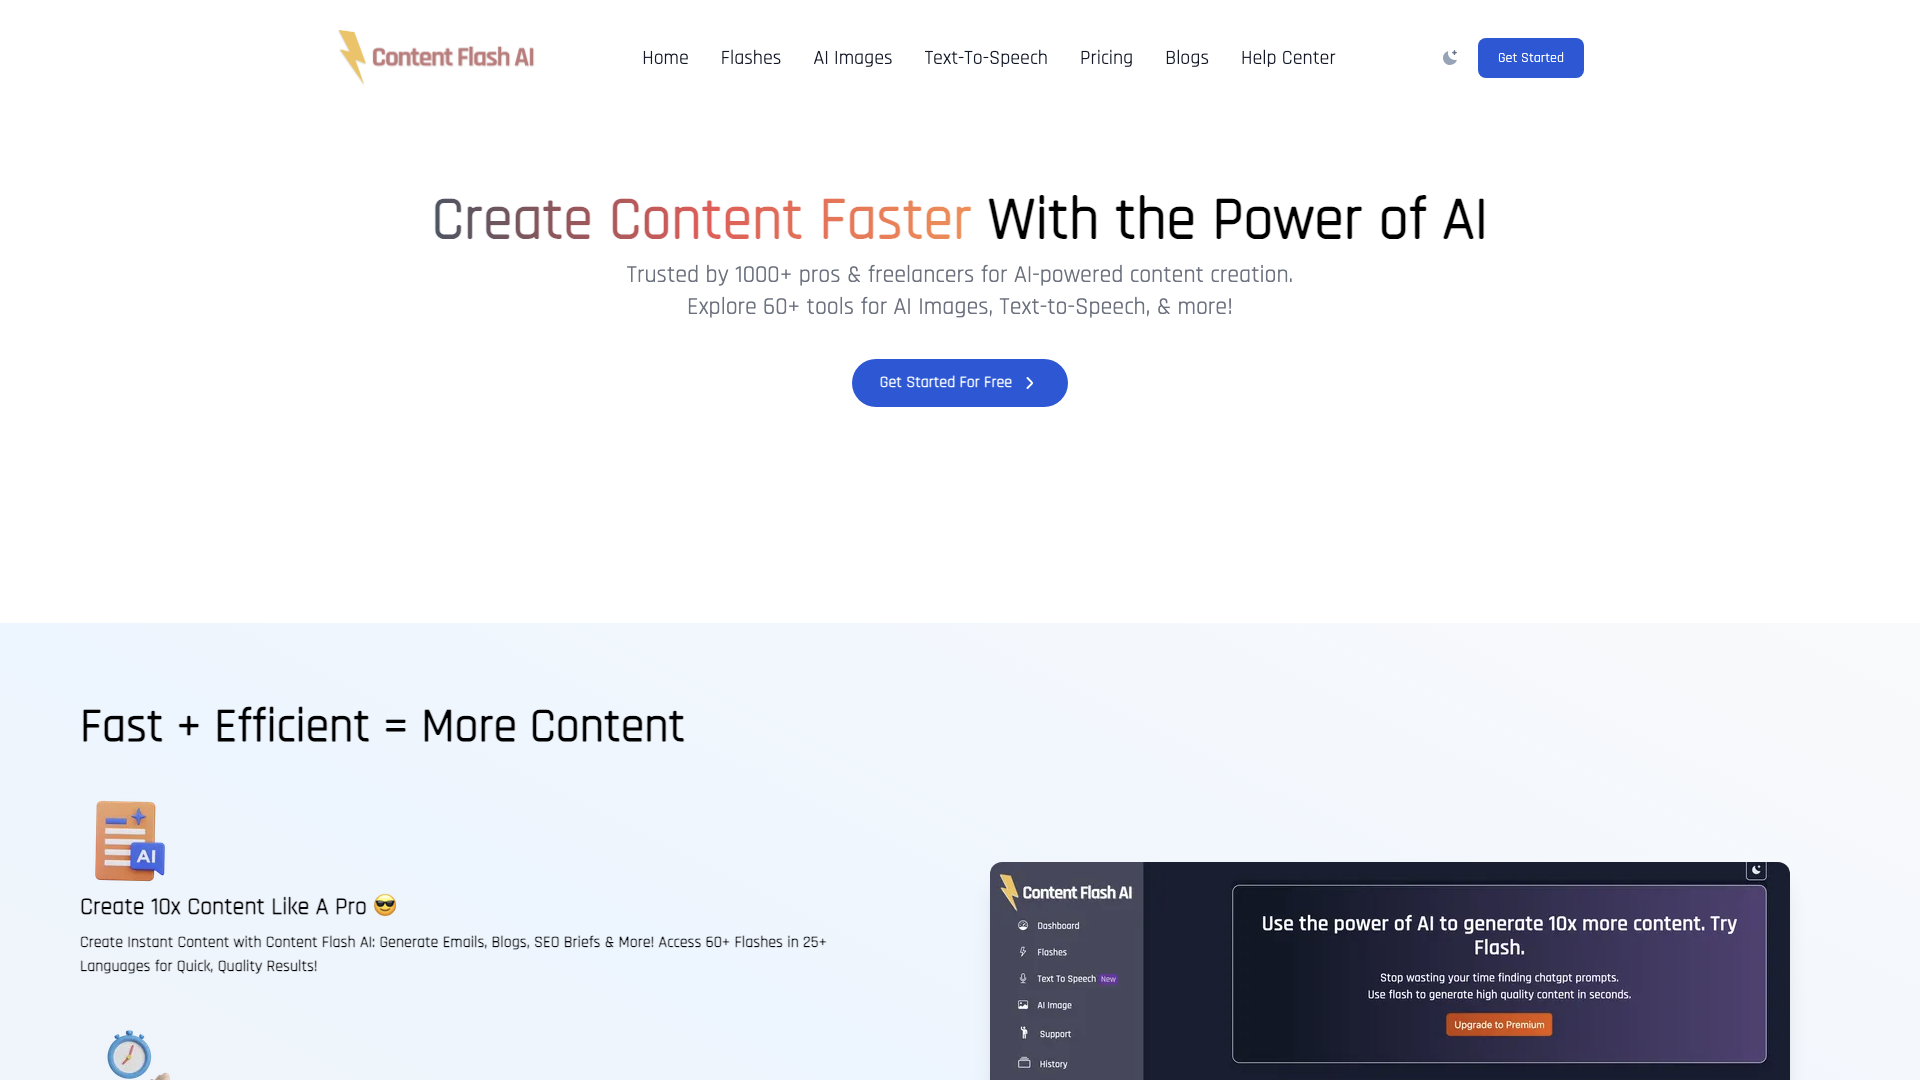 Content Flash AI
Home
Flashes
AI Images
Text-To-Speech
Pricing
Blogs
Help Center
Get Started
Create Content Faster With the Power of AI
Trusted by 1000+ pros & freelancers for AI-powered content creation.
Explore 60+ tools for AI Images, Text-to-Speech, & more!
Get Started For Free
Fast + Efficient = More Content
AI
Create 10x Content Like A Pro 😎
Create Instant Content with Content Flash AI: Generate Emails, Blogs, SEO Briefs & More! Access 60+ Flashes in 25+
Languages for Quick, Quality Results!
Content Flash AI
Dashboard
Flashes
Text To Speech New
AI Image
Support
History
Use the power of AI to generate 10x more content. Try
Flash.
Stop wasting your time finding chatgpt prompts.
Use flash to generate high quality content in seconds.
Upgrade to Premium